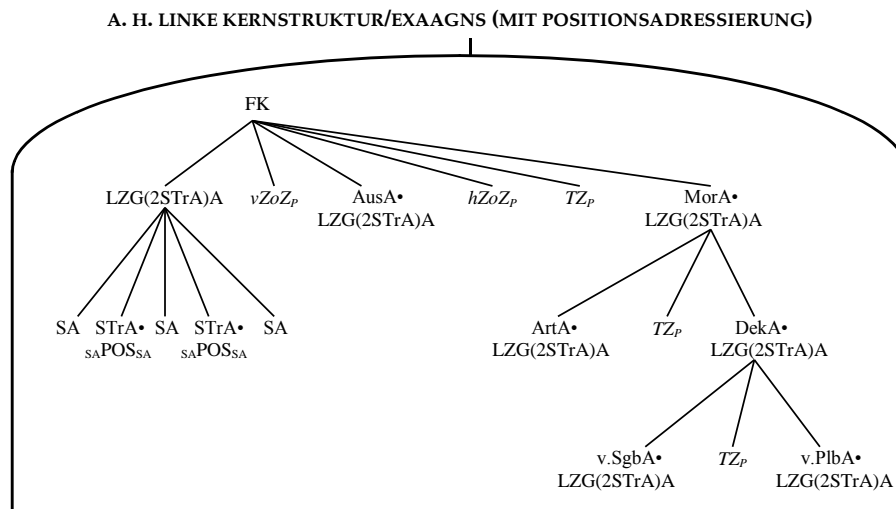 A. H. LINKE KERNSTRUKTUR/EXAAGNS (MIT POSITIONSADRESSIERUNG)
FK
LZG(2STrA)A vZoZP AusA• hZoZP TZP MorA•
LZG(2STrA)A LZG(2STrA)A
SA STrA• SA STrA• SA ArtA• TZP DekA•
SAPOSSA SAPOSSA LZG(2STrA)A LZG(2STrA)A
v.SgbA• TZP v.PlbA•
LZG(2STrA)A LZG(2STrA)A